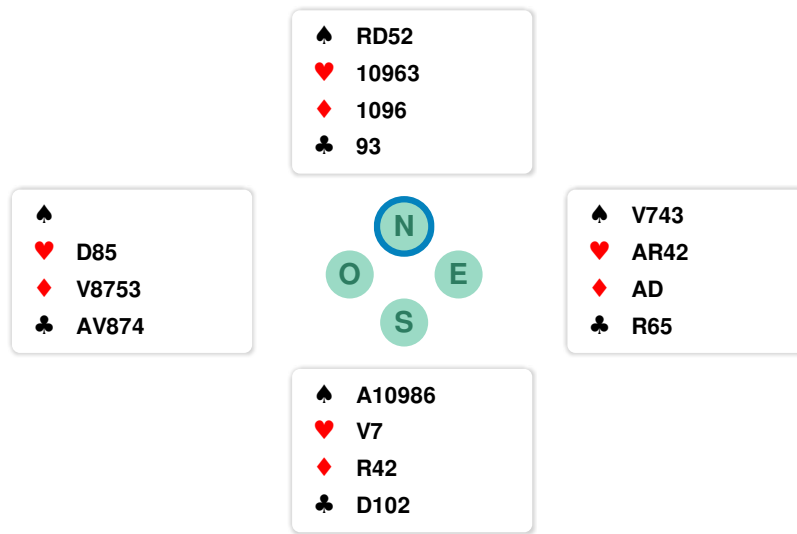 ♠ RD52
♥ 10963
♦ 1096
♣ 93
♠
♥ D85
♦ V8753
♣ AV874
N
O E
S
♠ V743
♥ AR42
♦ AD
♣ R65
♠ A10986
♥ V7
♦ R42
♣ D102